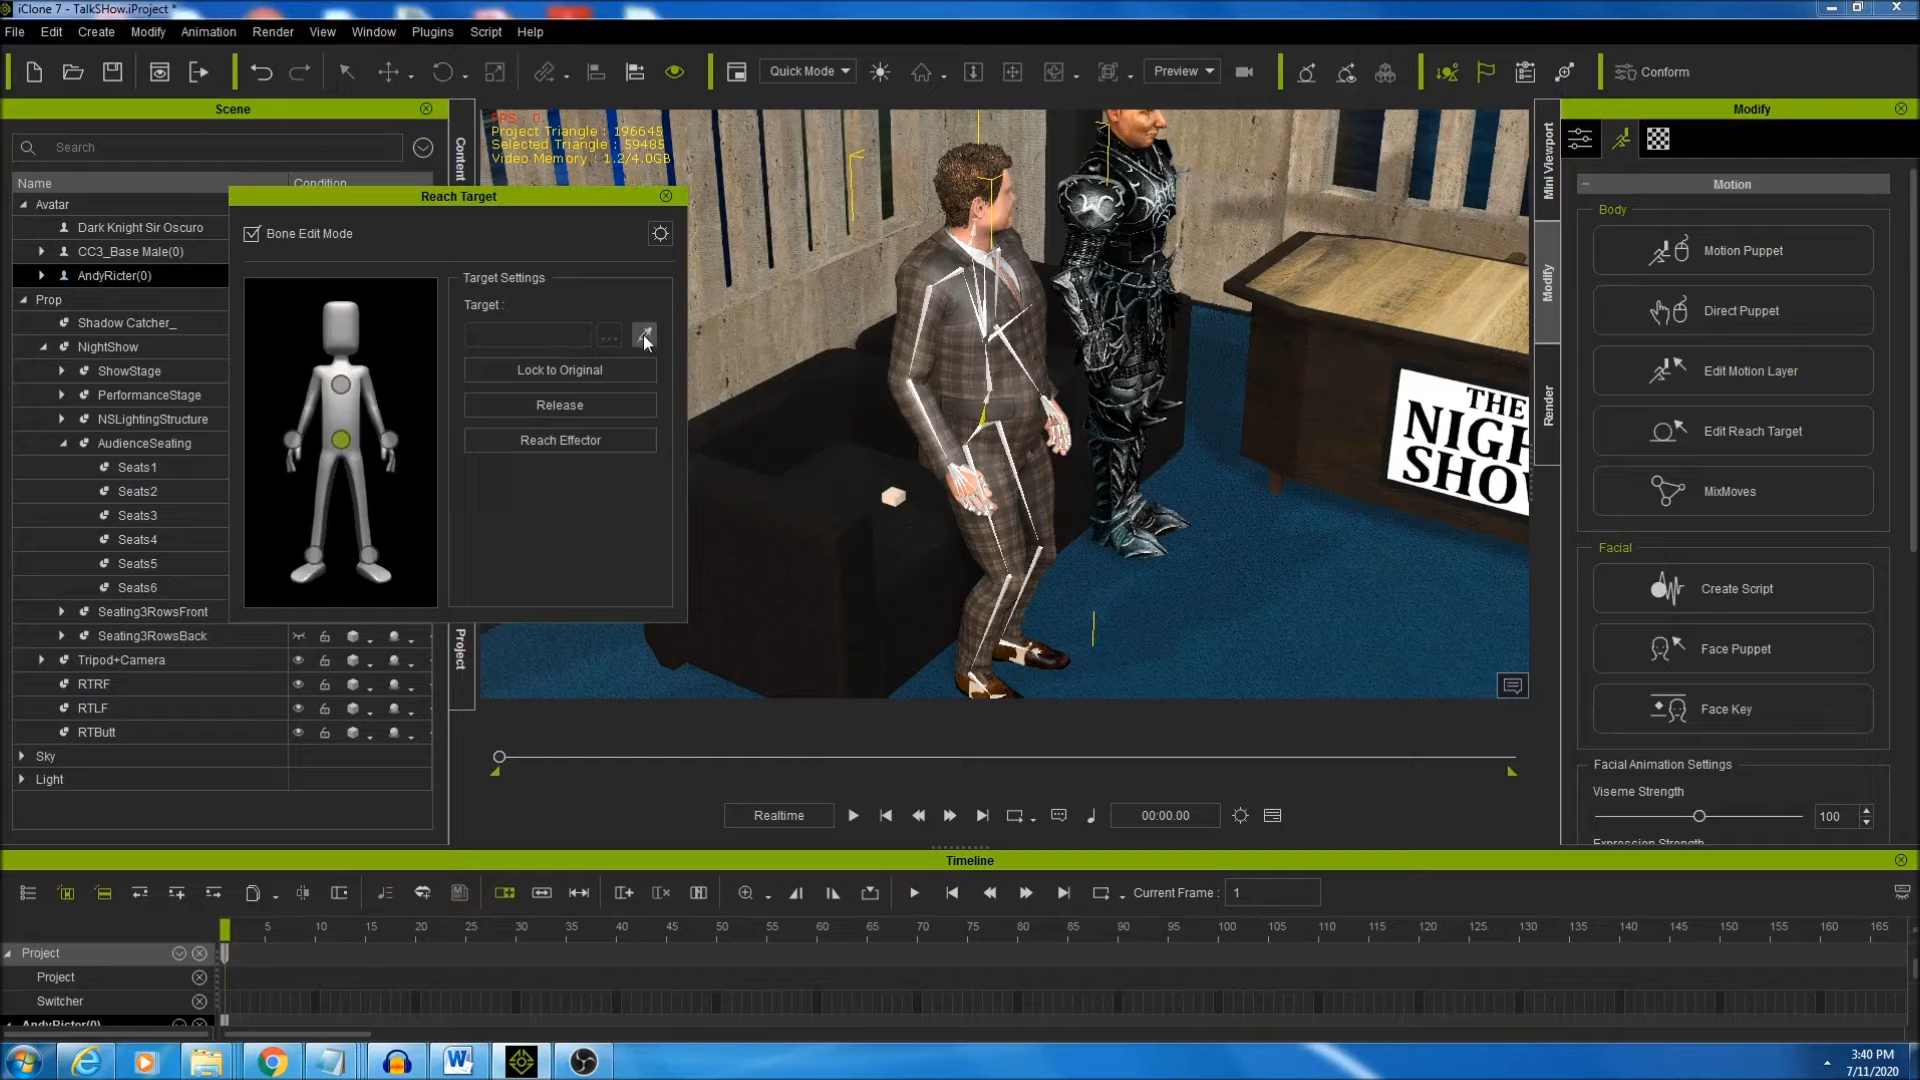 iClone 7 - TalkSHow.iProject *
File Edit Create Modify Animation Render View Window Plugins Script Help
Quick Mode
Preview
Conform
Scene
Search
Name Condition
Avatar
Dark Knight Sir Oscuro
CC3_Base Male(0)
AndyRicter(0)
Prop
Shadow Catcher_
NightShow
ShowStage
PerformanceStage
NSLightingStructure
AudienceSeating
Seats1
Seats2
Seats3
Seats4
Seats5
Seats6
Seating3RowsFront
Seating3RowsBack
Tripod+Camera
RTRF
RTLF
RTButt
Sky
Light
Content
Project
Reach Target
Bone Edit Mode
Target Settings
Target :
...
Lock to Original
Release
Reach Effector
FPS : 0.
Project Triangle : 196645
Selected Triangle : 59485
Video Memory : 1.2/4.0GB
THE
NIGH
SHO
Mini Viewport
Modify
Render
Modify
Motion
Body
Motion Puppet
Direct Puppet
Edit Motion Layer
Edit Reach Target
MixMoves
Facial
Create Script
Face Puppet
Face Key
Facial Animation Settings
Viseme Strength
100
Expression Strength
Realtime
00:00.00
Timeline
Current Frame : 1
5 10 15 20 25 30 35 40 45 50 55 60 65 70 75 80 85 90 95 100 105 110 115 120 125 130 135 140 145 150 155 160 165
Project
Project
Switcher
AndyRicter(0)
3:40 PM
7/11/2020